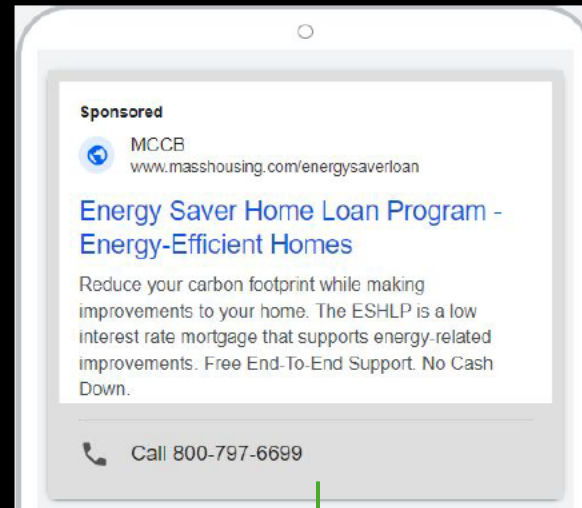 Sponsored
MCCB
www.masshousing.com/energysaverloan
Energy Saver Home Loan Program -
Energy-Efficient Homes
Reduce your carbon footprint while making
improvements to your home. The ESHLP is a low
interest rate mortgage that supports energy-related
improvements. Free End-To-End Support. No Cash
Down.
Call 800-797-6699